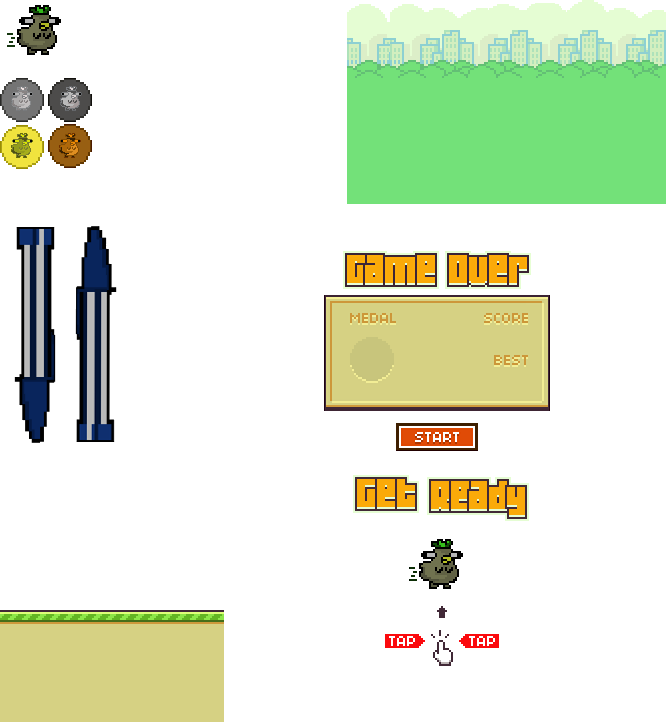 Game Over
MEDAL SCORE
BEST
START
Get Ready
TAP TAP